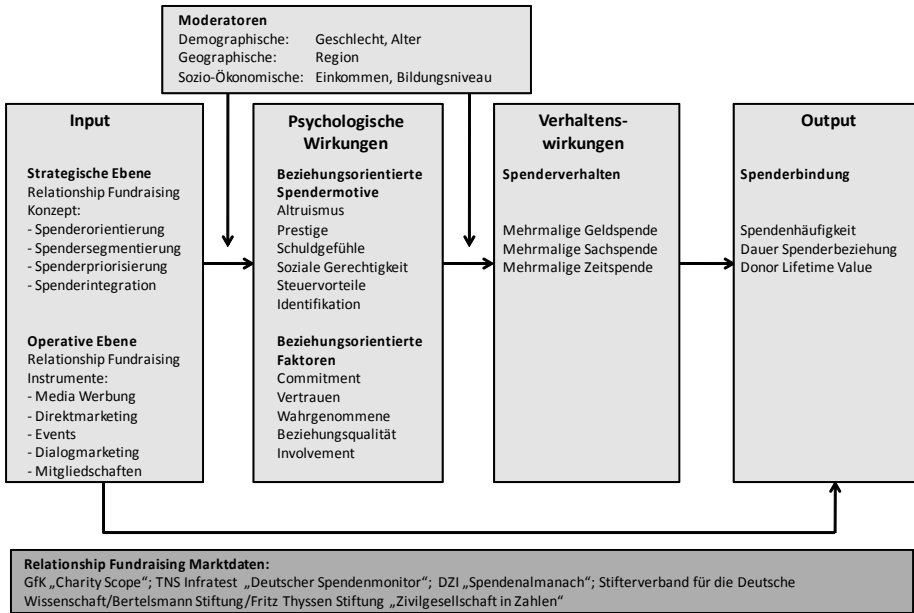 Moderatoren
Demographische: Geschlecht, Alter
Geographische: Region
Sozio-Ökonomische: Einkommen, Bildungsniveau
Input
Strategische Ebene
Relationship Fundraising
Konzept:
- Spenderorientierung
- Spendersegmentierung
- Spenderpriorisierung
- Spenderintegration
Operative Ebene
Relationship Fundraising
Instrumente:
- Media Werbung
- Direktmarketing
- Events
- Dialogmarketing
- Mitgliedschaften
Psychologische
Wirkungen
Beziehungsorientierte
Spendermotive
Altruismus
Prestige
Schuldgefühle
Soziale Gerechtigkeit
Steuervorteile
Identifikation
Beziehungsorientierte
Faktoren
Commitment
Vertrauen
Wahrgenommene
Beziehungsqualität
Involvement
Verhaltens-
wirkungen
Spenderverhalten
Mehrmalige Geldspende
Mehrmalige Sachspende
Mehrmalige Zeitspende
Output
Spenderbindung
Spendenhäufigkeit
Dauer Spenderbeziehung
Donor Lifetime Value
Relationship Fundraising Marktdaten:
GfK „Charity Scope“; TNS Infratest „Deutscher Spendenmonitor“; DZI „Spendenalmanach“; Stifterverband für die Deutsche
Wissenschaft/Bertelsmann Stiftung/Fritz Thyssen Stiftung „Zivilgesellschaft in Zahlen“